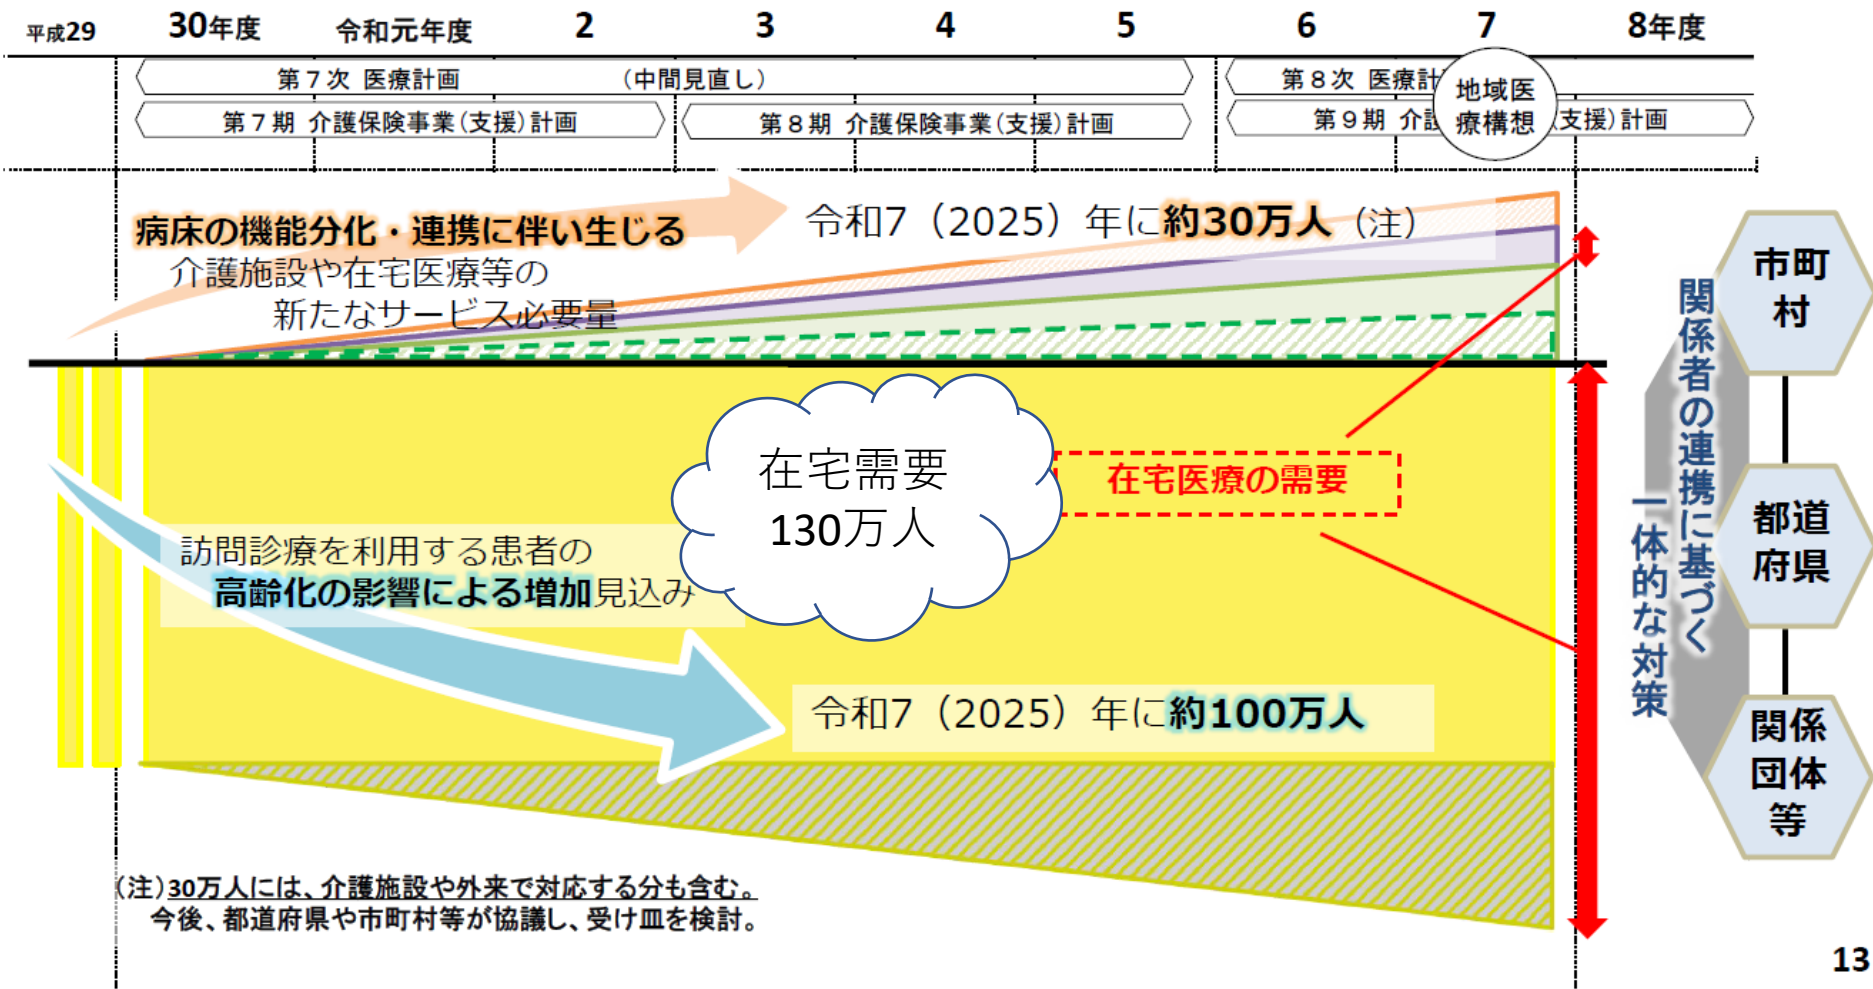 平成29 30年度 令和元年度 2 3 4 5 6 7 8年度
第7次 医療計画 (中間見直し)
第8次 医療計
第7期 介護保険事業(支援)計画
第8期 介護保険事業(支援)計画
第9期 介護
(支援)計画
地域医
療構想
病床の機能分化・連携に伴い生じる
介護施設や在宅医療等の
新たなサービス必要量
令和7(2025)年に約30万人(注)
在宅需要
130万人
在宅医療の需要
訪問診療を利用する患者の
高齢化の影響による増加見込み
令和7(2025)年に約100万人
関係者の連携に基づく
一体的な対策
市町
村
都道
府県
関係
団体
等
(注)30万人には、介護施設や外来で対応する分も含む。
今後、都道府県や市町村等が協議し、受け皿を検討。
13